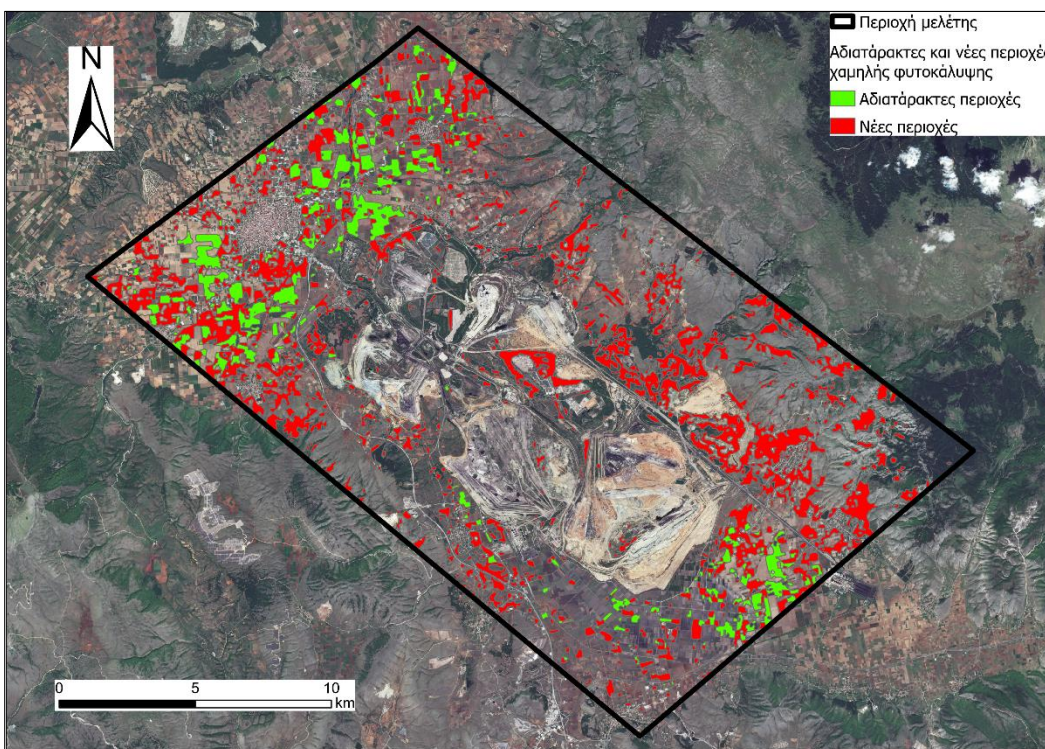 N
Περιοχή μελέτης
Αδιατάρακτες και νέες περιοχές
χαμηλής φυτοκάλυψης
Αδιατάρακτες περιοχές
Νέες περιοχές
0 5 10
km